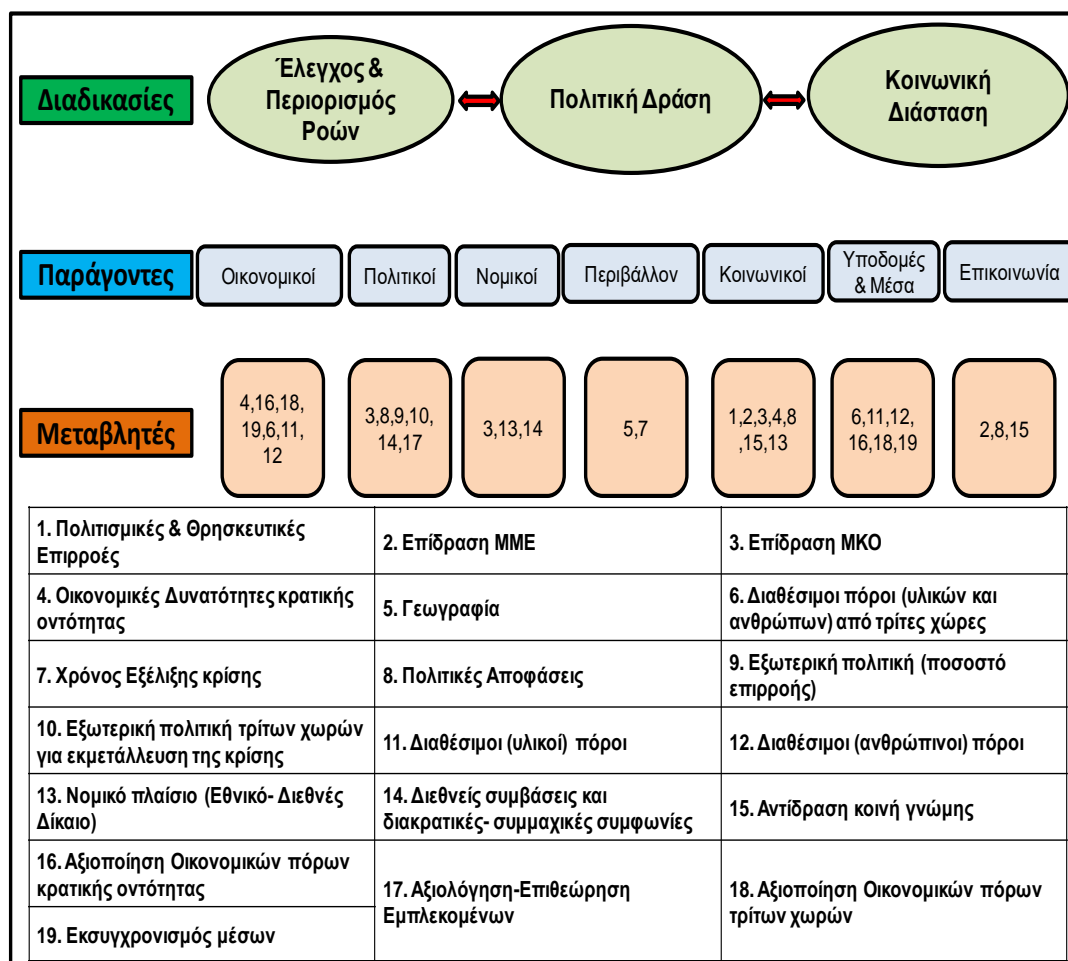 Διαδικασίες
Έλεγχος &
Περιορισμός
Ροών
Πολιτική Δράση
Κοινωνική
Διάσταση
Παράγοντες
Οικονομικοί
Πολιτικοί
Νομικοί
Περιβάλλον
Κοινωνικοί
Υποδομές
& Μέσα
Επικοινωνία
Μεταβλητές
4,16,18,
19,6,11,
12
3,8,9,10,
14,17
3,13,14
5,7
1,2,3,4,8
,15,13
6,11,12,
16,18,19
2,8,15
1. Πολιτισμικές & Θρησκευτικές
Επιρροές
2. Επίδραση ΜΜΕ
3. Επίδραση ΜΚΟ
4. Οικονομικές Δυνατότητες κρατικής
οντότητας
5. Γεωγραφία
6. Διαθέσιμοι πόροι (υλικών και
ανθρώπων) από τρίτες χώρες
7. Χρόνος Εξέλιξης κρίσης
8. Πολιτικές Αποφάσεις
9. Εξωτερική πολιτική (ποσοστό
επιρροής)
10. Εξωτερική πολιτική τρίτων χωρών
για εκμετάλλευση της κρίσης
11. Διαθέσιμοι (υλικοί) πόροι
12. Διαθέσιμοι (ανθρώπινοι) πόροι
13. Νομικό πλαίσιο (Εθνικό- Διεθνές
Δίκαιο)
14. Διεθνείς συμβάσεις και
διακρατικές- συμμαχικές συμφωνίες
15. Αντίδραση κοινή γνώμης
16. Αξιοποίηση Οικονομικών πόρων
κρατικής οντότητας
17. Αξιολόγηση-Επιθεώρηση
Εμπλεκομένων
18. Αξιοποίηση Οικονομικών πόρων
τρίτων χωρών
19. Εκσυγχρονισμός μέσων